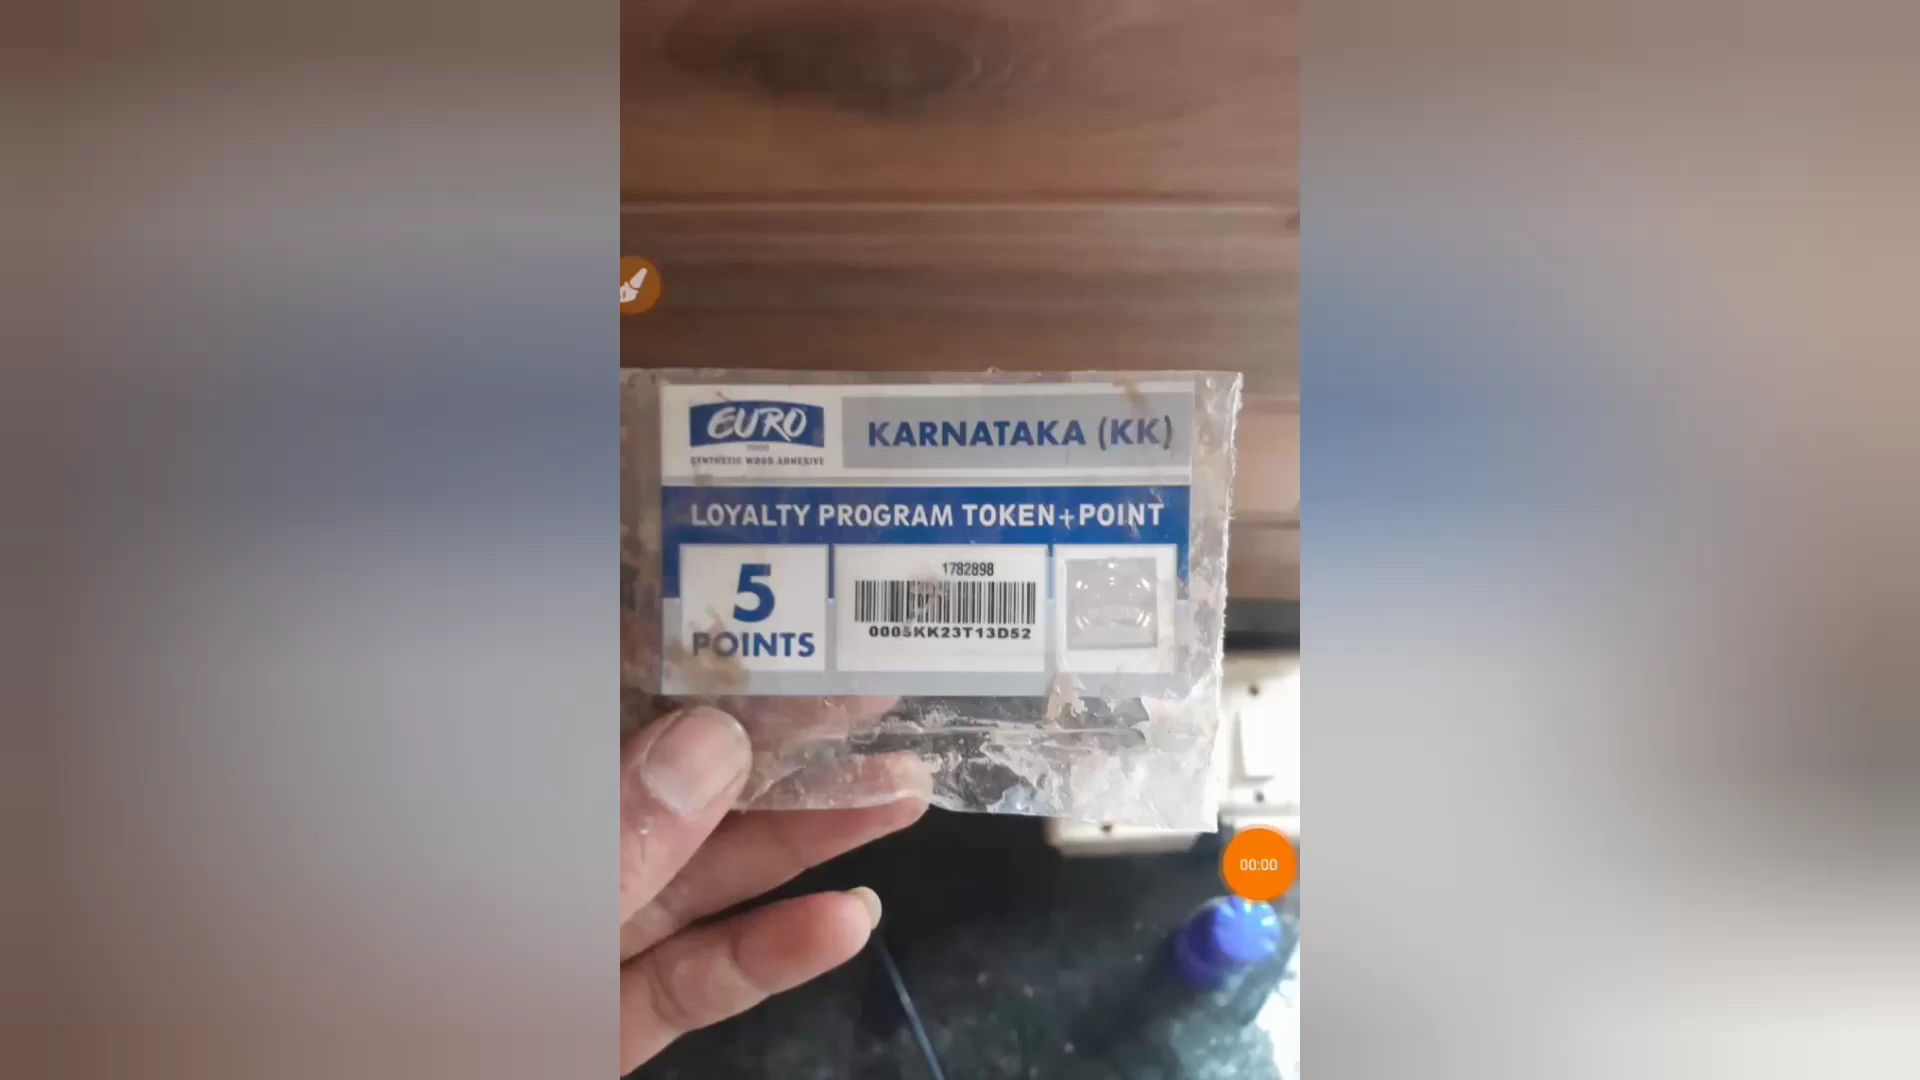 EURO
7000
SYNTHETIC WOOD ADHESIVE
KARNATAKA (KK)
LOYALTY PROGRAM TOKEN+POINT
5
POINTS
1782898
0005KK23T13D52
00:00